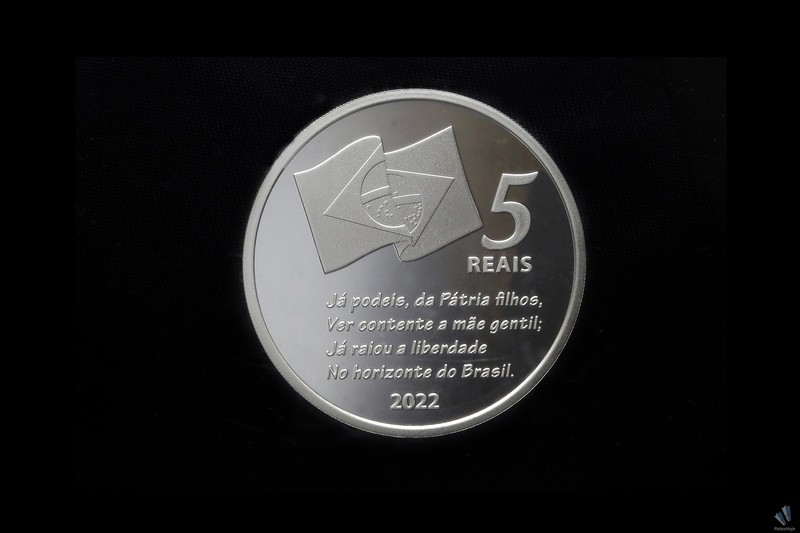 5
REAIS
Já podeis, da Pátria filhos,
Ver contente a mãe gentil;
Já raiou a liberdade
No horizonte do Brasil.
2022